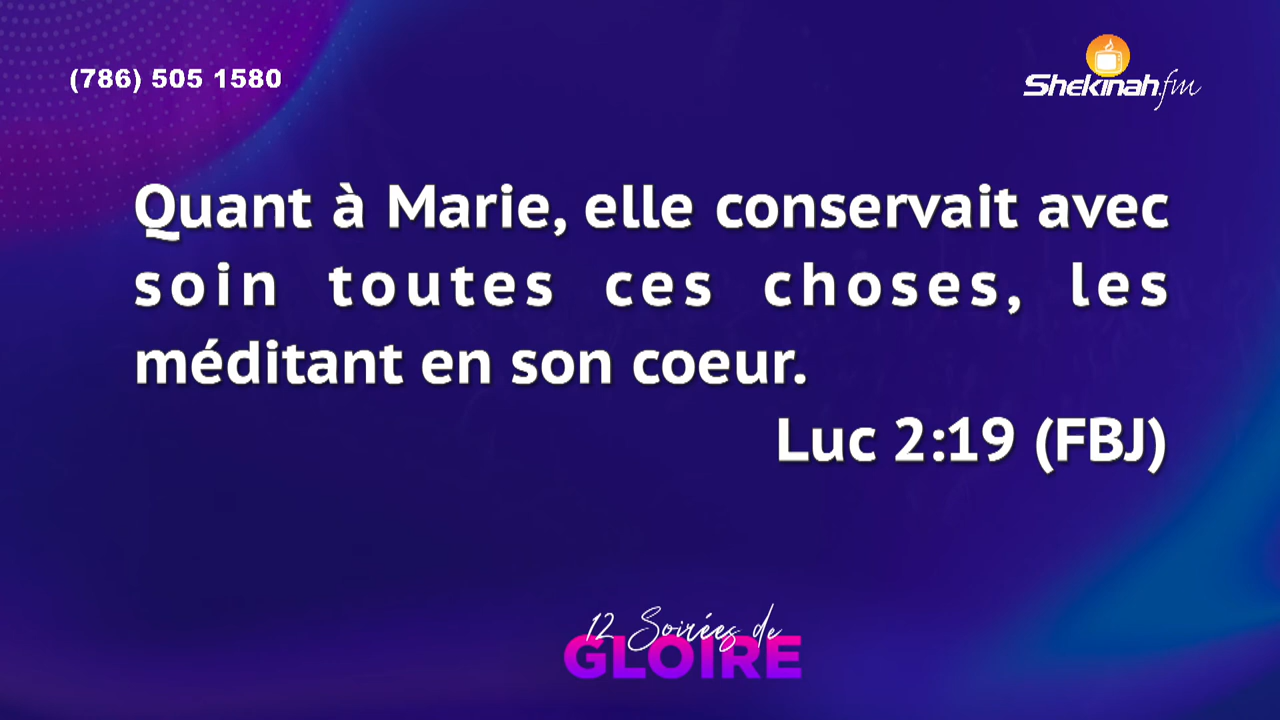 (786) 505 1580
Shekinah.fm
Quant à Marie, elle conservait avec
soin toutes ces choses, les
méditant en son coeur.
Luc 2:19 (FBJ)
12 Soirées de
GLOIRE